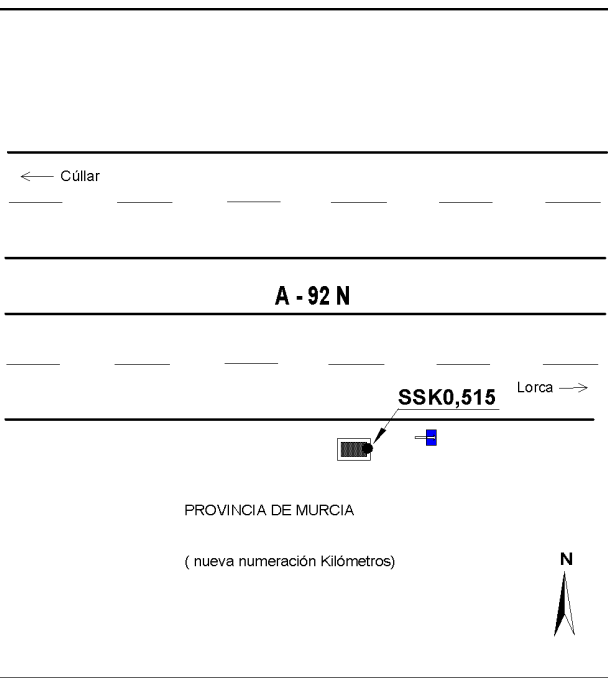 Cúllar
A - 92 N
Lorca
SSK0,515
PROVINCIA DE MURCIA
( nueva numeración Kilómetros)
N